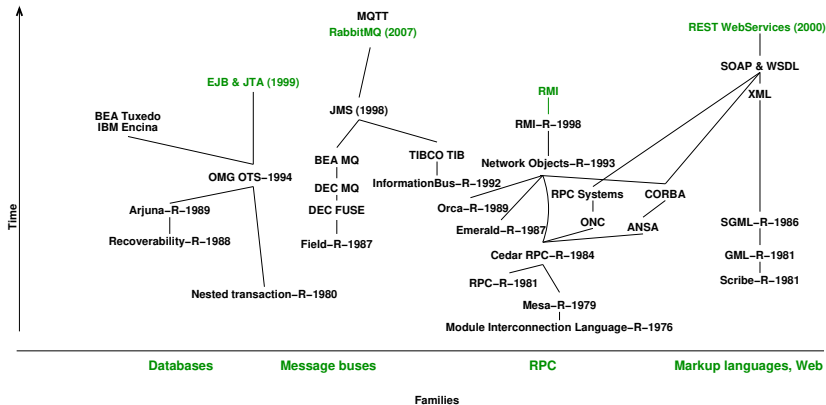 MQTT
RabbitMQ (2007)
REST WebServices (2000)
SOAP & WSDL
EJB & JTA (1999)
RMI
XML
JMS (1998)
BEA Tuxedo
IBM Encina
RMI−R−1998
BEA MQ
TIBCO TIB
Network Objects−R−1993
OMG OTS−1994
DEC MQ
InformationBus−R−1992
RPC Systems
CORBA
Arjuna−R−1989
DEC FUSE
Orca−R−1989
Emerald−R−1987
ONC
ANSA
SGML−R−1986
Recoverability−R−1988
Field−R−1987
Cedar RPC−R−1984
GML−R−1981
RPC−R−1981
Scribe−R−1981
Nested transaction−R−1980
Mesa−R−1979
Module Interconnection Language−R−1976
Time
Databases
Message buses
RPC
Markup languages, Web
Families